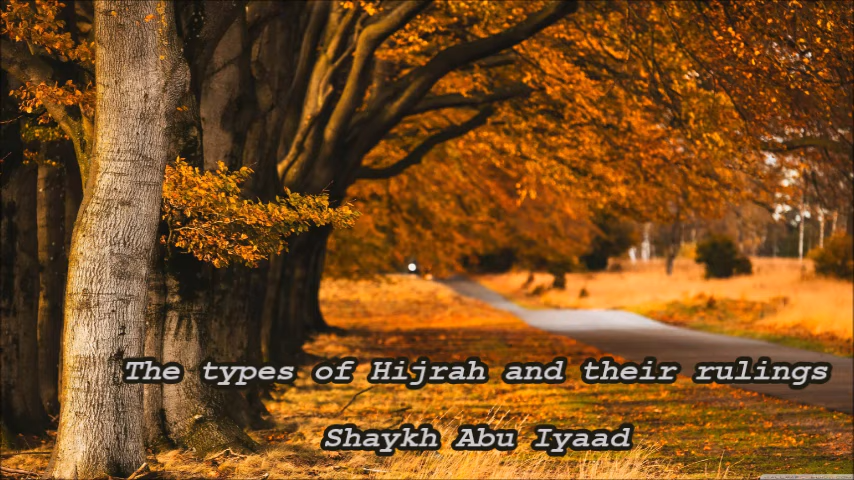 The types of Hijrah and their rulings
Shaykh Abu Iyaad